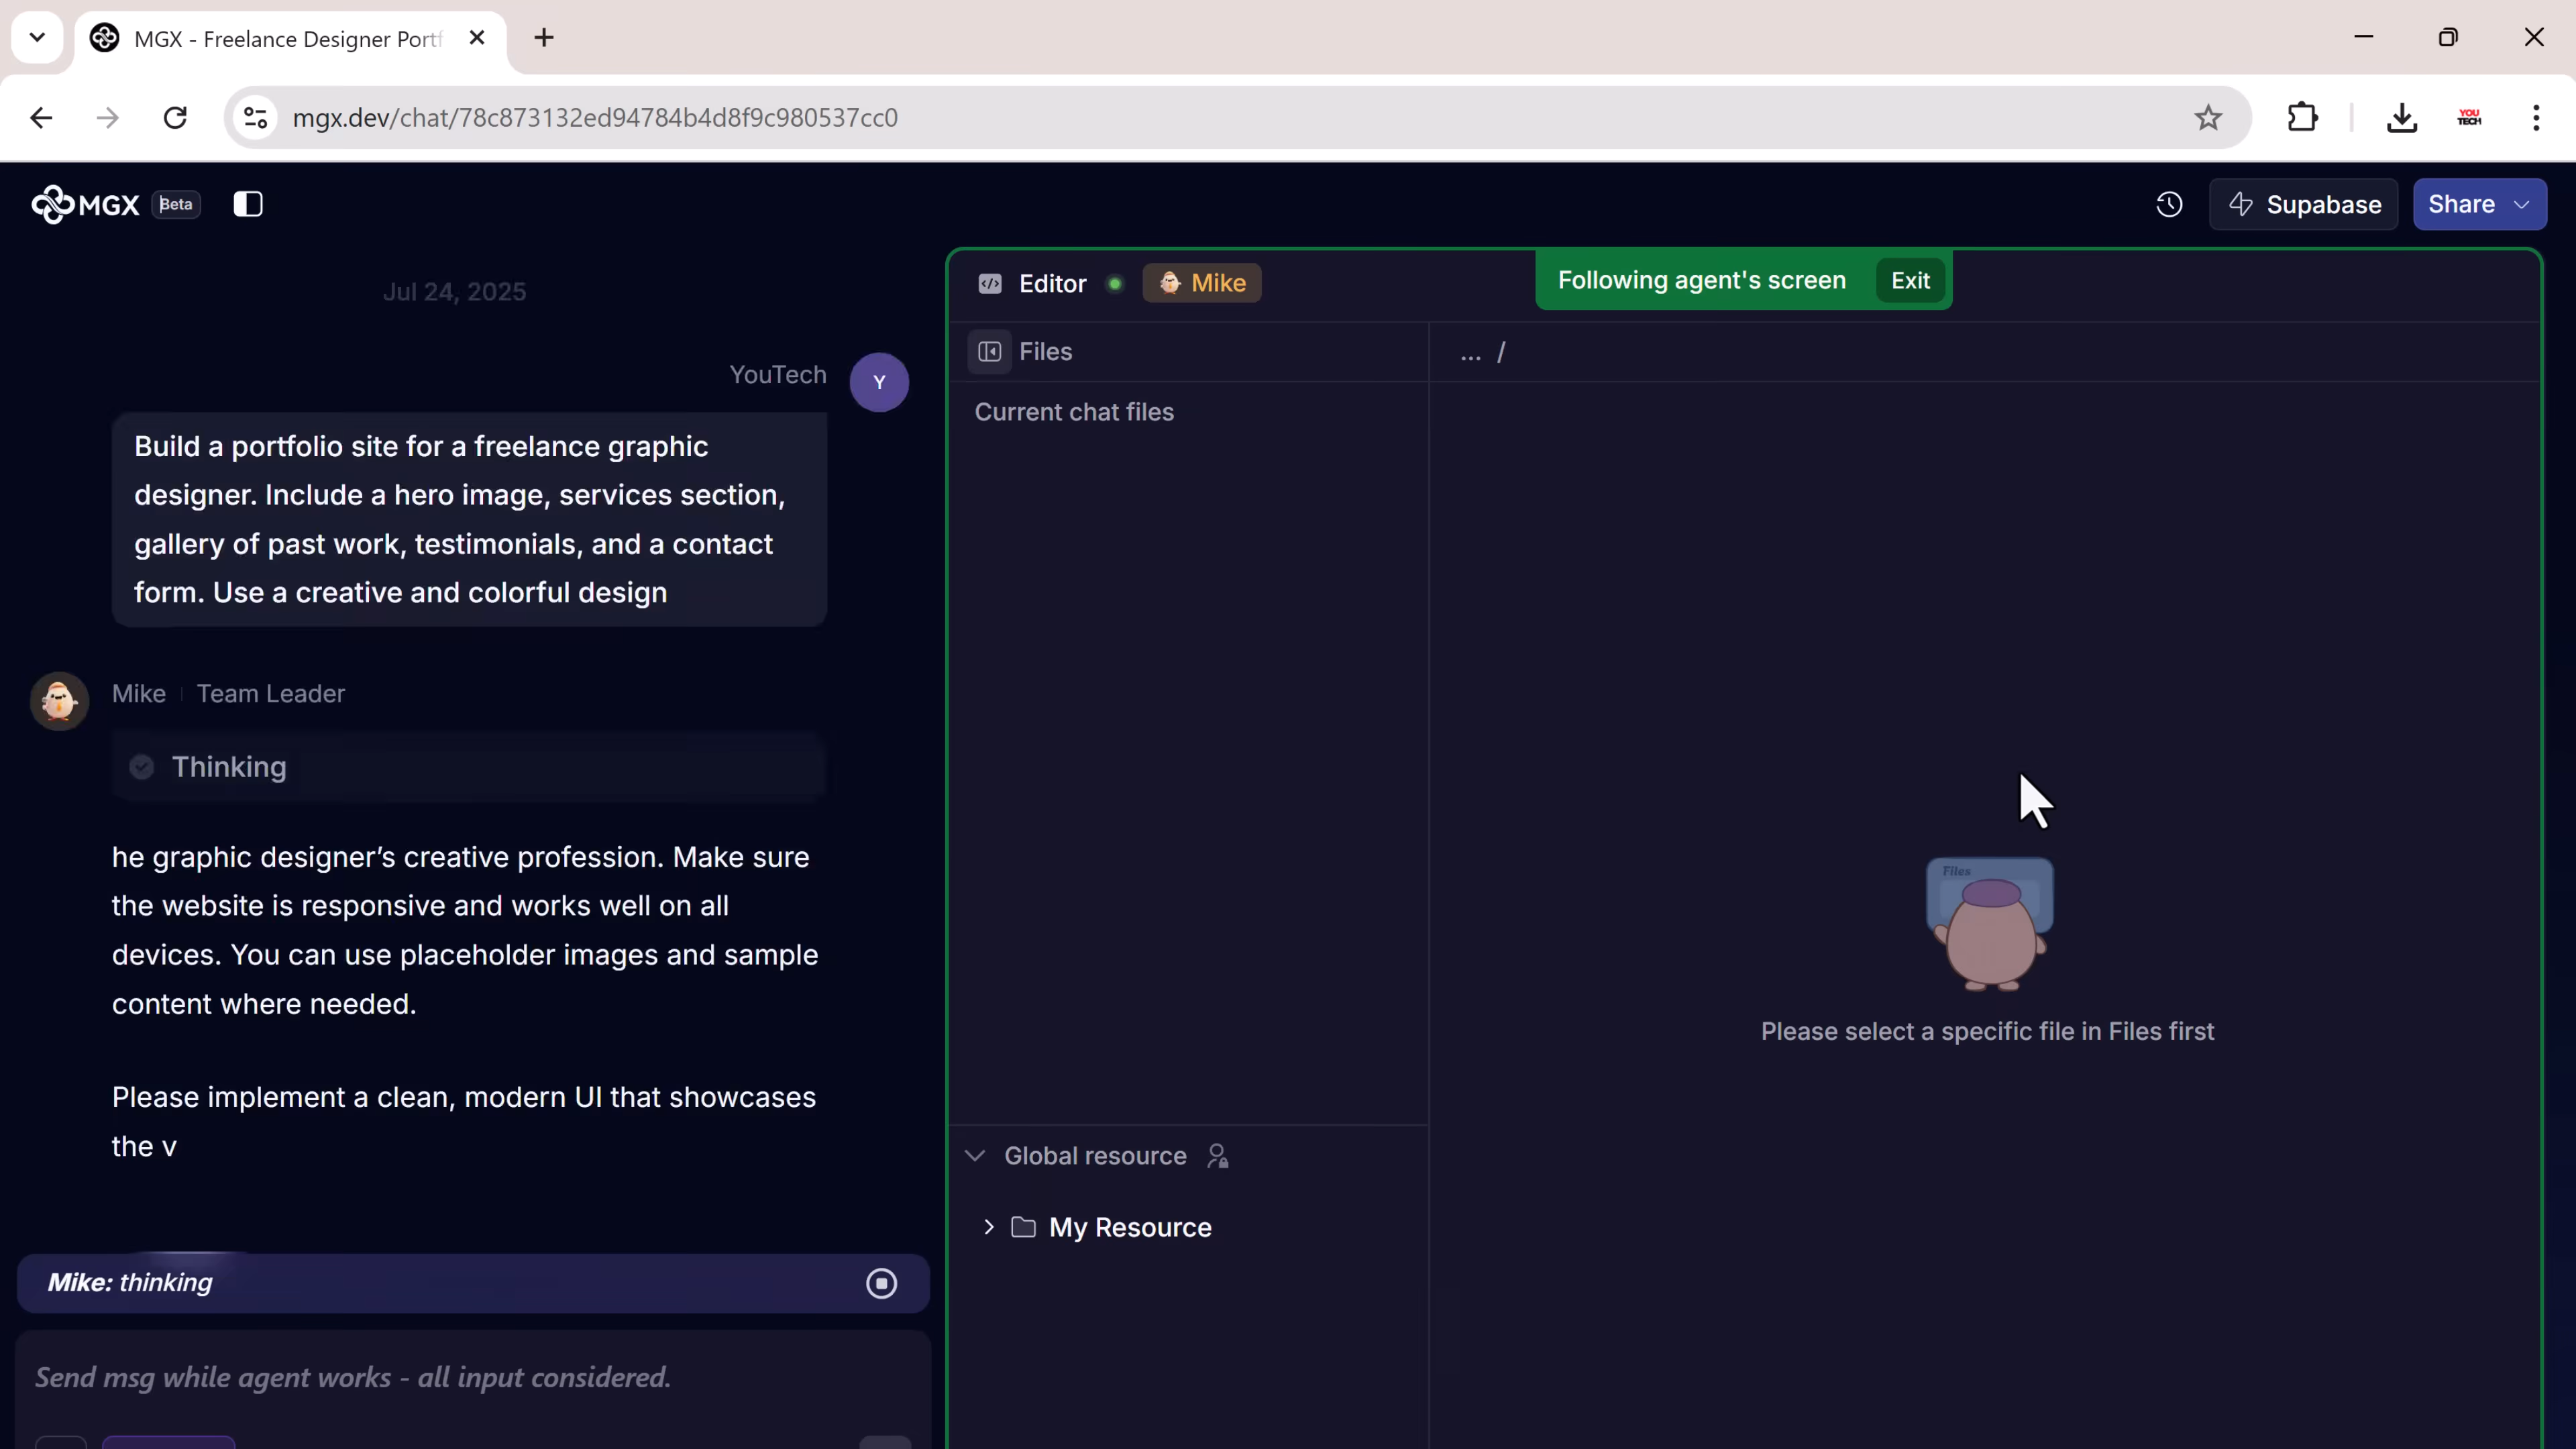 MGX - Freelance Designer Portf
mgx.dev/chat/78c873132ed94784b4d8f9c980537cc0
YOU
TECH
MGX Beta
Supabase
Share
Jul 24, 2025
YouTech
Y
Build a portfolio site for a freelance graphic
designer. Include a hero image, services section,
gallery of past work, testimonials, and a contact
form. Use a creative and colorful design
Mike
Team Leader
Thinking
he graphic designer’s creative profession. Make sure
the website is responsive and works well on all
devices. You can use placeholder images and sample
content where needed.
Please implement a clean, modern UI that showcases
the v
Mike: thinking
Send msg while agent works - all input considered.
Editor
Mike
Following agent's screen
Exit
Files
... /
Current chat files
Files
Please select a specific file in Files first
Global resource
My Resource